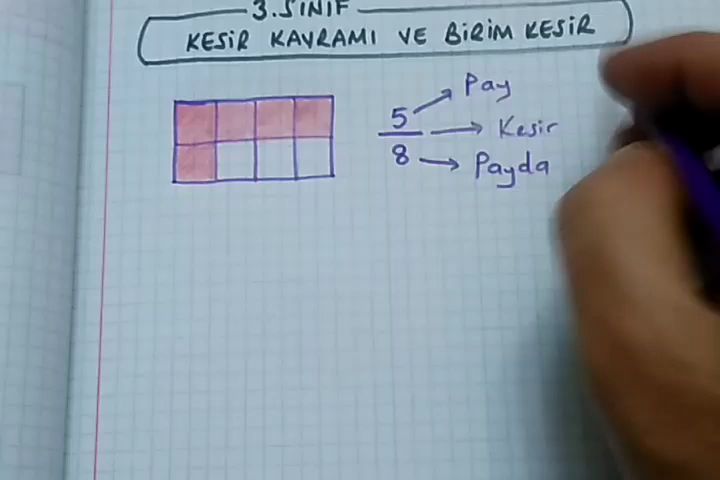 3.SINIF
KESİR KAVRAMI VE BİRİM KESİR
5 → Pay
→ Kesir
8 → Payda